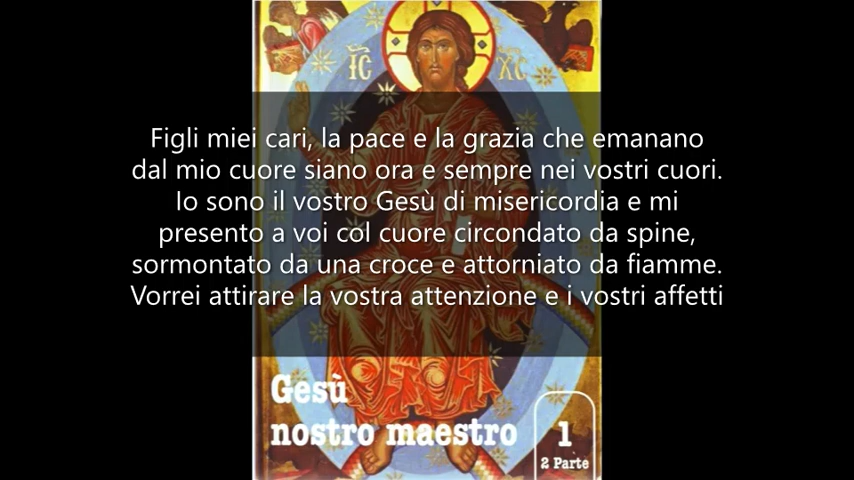 IC XC
Figli miei cari, la pace e la grazia che emanano
dal mio cuore siano ora e sempre nei vostri cuori.
Io sono il vostro Gesù di misericordia e mi
presento a voi col cuore circondato da spine,
sormontato da una croce e attorniato da fiamme.
Vorrei attirare la vostra attenzione e i vostri affetti
Gesù
nostro maestro
1
2 Parte